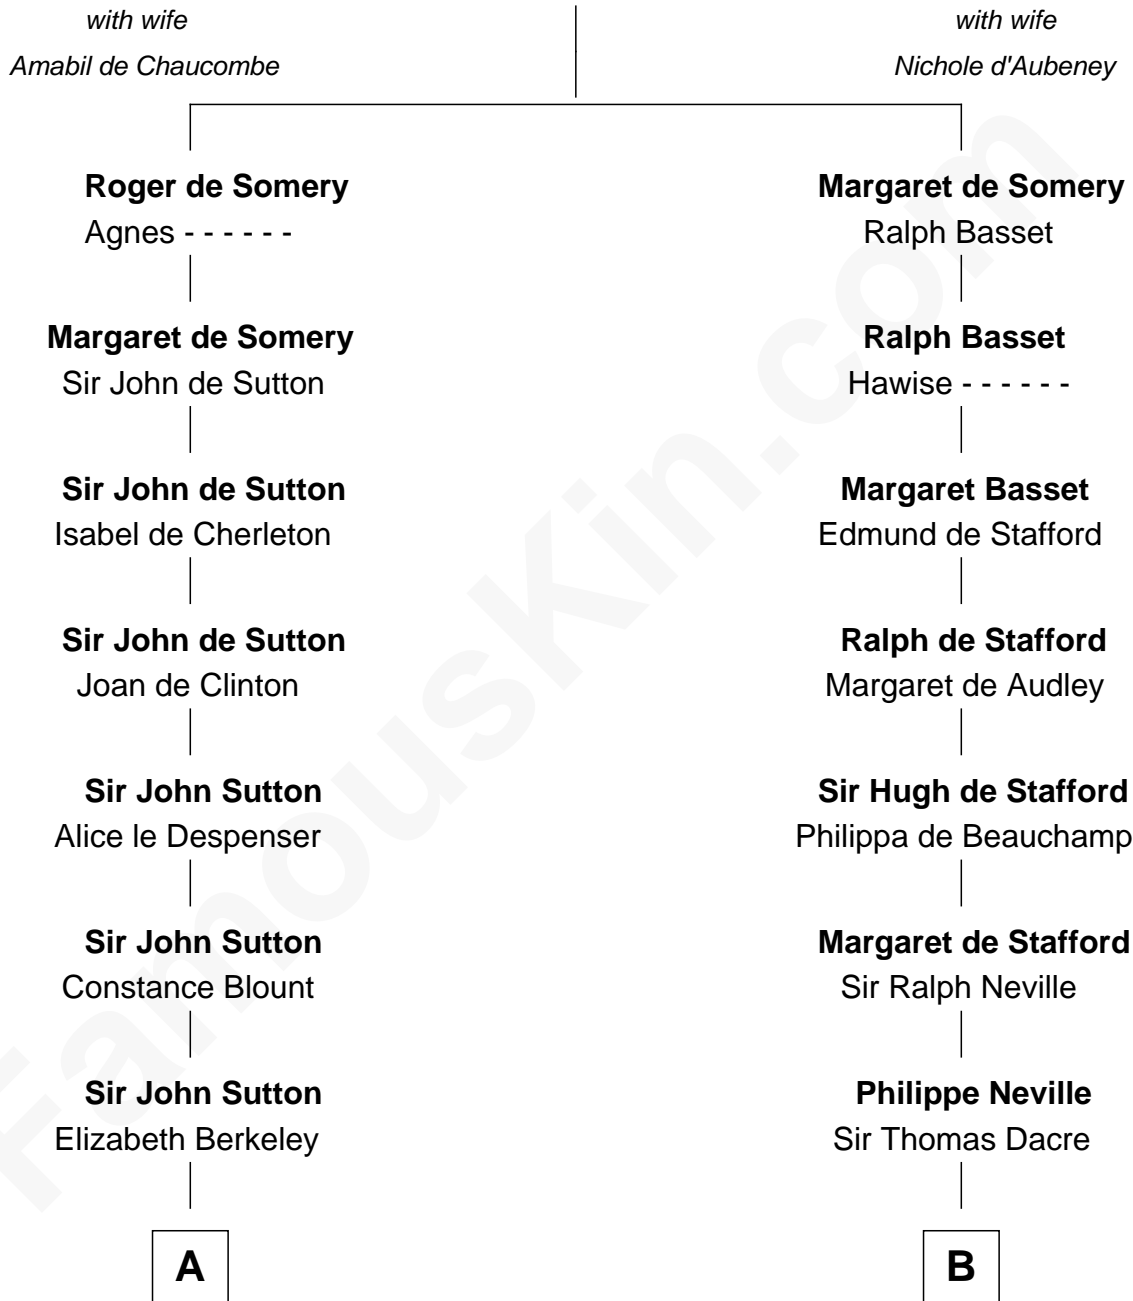 with wife
Amabil de Chaucombe
with wife
Nichole d'Aubeney
Roger de Somery
Agnes - - - - - -
Margaret de Somery
Ralph Basset
Margaret de Somery
Sir John de Sutton
Ralph Basset
Hawise - - - - - -
Sir John de Sutton
Isabel de Cherleton
Margaret Basset
Edmund de Stafford
Sir John de Sutton
Joan de Clinton
Ralph de Stafford
Margaret de Audley
Sir John Sutton
Alice le Despenser
Sir Hugh de Stafford
Philippa de Beauchamp
Sir John Sutton
Constance Blount
Margaret de Stafford
Sir Ralph Neville
Sir John Sutton
Elizabeth Berkeley
Philippe Neville
Sir Thomas Dacre
A
B
FamousKin.com